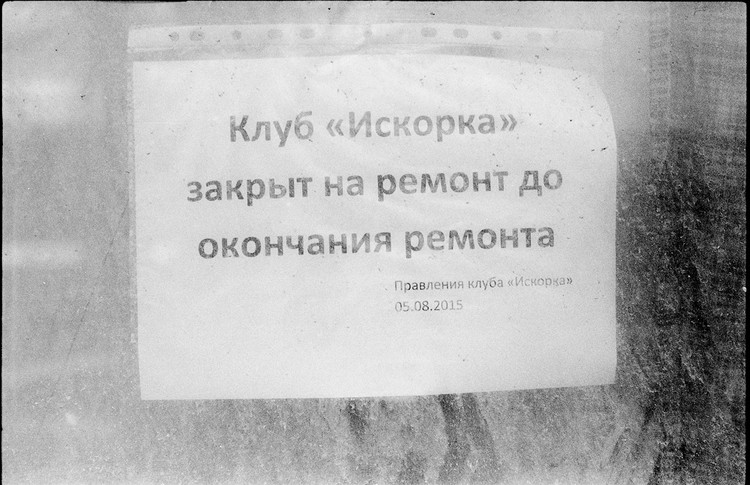 Клуб «Искорка»
закрыт на ремонт до
окончания ремонта
Правления клуба «Искорка»
05.08.2015